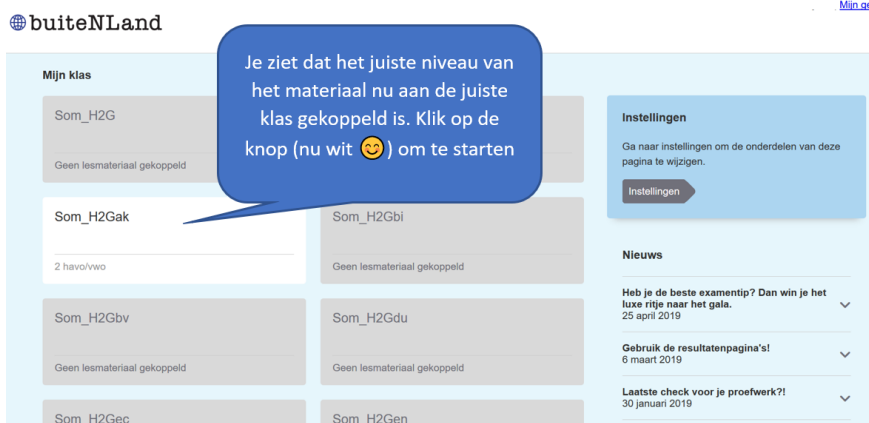 Mijn ge
buiteNLand
Je ziet dat het juiste niveau van
het materiaal nu aan de juiste
klas gekoppeld is. Klik op de
knop (nu wit 😊) om te starten
Mijn klas
Som_H2G
Geen lesmateriaal gekoppeld
Som_H2Gak
2 havo/vwo
Som_H2Gbi
Geen lesmateriaal gekoppeld
Som_H2Gbv
Geen lesmateriaal gekoppeld
Som_H2Gdu
Geen lesmateriaal gekoppeld
Som_H2Gec
Som_H2Gen
Instellingen
Ga naar instellingen om de onderdelen van deze
pagina te wijzigen.
Instellingen
Nieuws
Heb je de beste examentip? Dan win je het
luxe ritje naar het gala.
25 april 2019
Gebruik de resultatenpagina's!
6 maart 2019
Laatste check voor je proefwerk?!
30 januari 2019